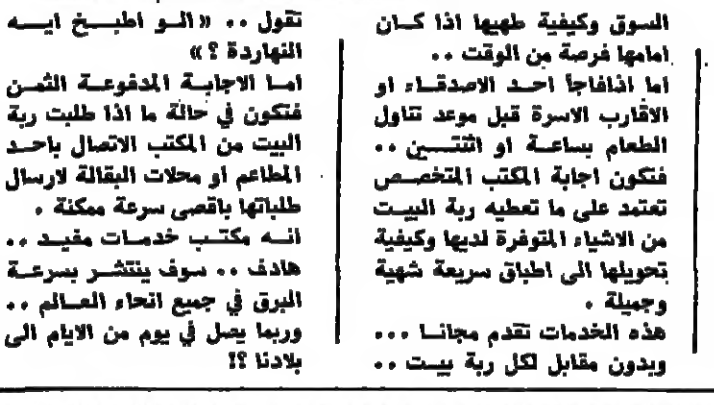 السوق وكيفية طهيها اذا كان
امامها فرصة من الوقت ..
اما اذافاجأ احد الاصدقاء او
الاقارب الاسرة قبل موعد تناول
الطعام بساعة او اثنتين ..
فتكون اجابة المكتب المتخصص
تعتمد على ما تعطيه ربة البيت
من الاشياء المتوفرة لديها وكيفية
تحويلها الى اطباق سريعة شهية
وجميلة .
هذه الخدمات تقدم مجانا ...
وبدون مقابل لكل ربة بيت ..
تقول .. «الو اطبخ ايه
النهاردة ؟»
اما الاجابة المدفوعة الثمن
فتكون في حالة ما اذا طلبت ربة
البيت من المكتب الاتصال باحد
المطاعم او محلات البقالة لارسال
طلباتها باقصى سرعة ممكنة .
انه مكتب خدمات مفيد ..
هادف .. سوف ينتشر بسرعة
البرق في جميع انحاء العالم ..
وربما يصل في يوم من الايام الى
بلادنا ؟!